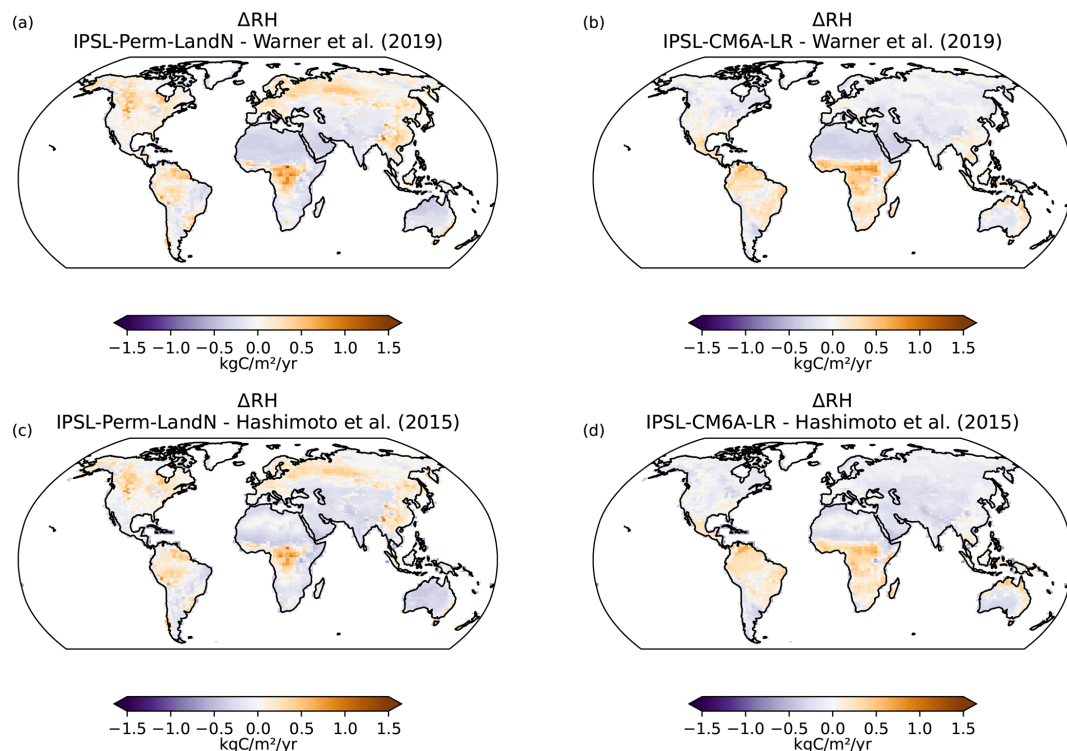 (a)
ΔRH
IPSL-Perm-LandN - Warner et al. (2019)
−1.5 −1.0 −0.5 0.0 0.5 1.0 1.5
kgC/m²/yr
(b)
ΔRH
IPSL-CM6A-LR - Warner et al. (2019)
−1.5 −1.0 −0.5 0.0 0.5 1.0 1.5
kgC/m²/yr
(c)
ΔRH
IPSL-Perm-LandN - Hashimoto et al. (2015)
−1.5 −1.0 −0.5 0.0 0.5 1.0 1.5
kgC/m²/yr
(d)
ΔRH
IPSL-CM6A-LR - Hashimoto et al. (2015)
−1.5 −1.0 −0.5 0.0 0.5 1.0 1.5
kgC/m²/yr